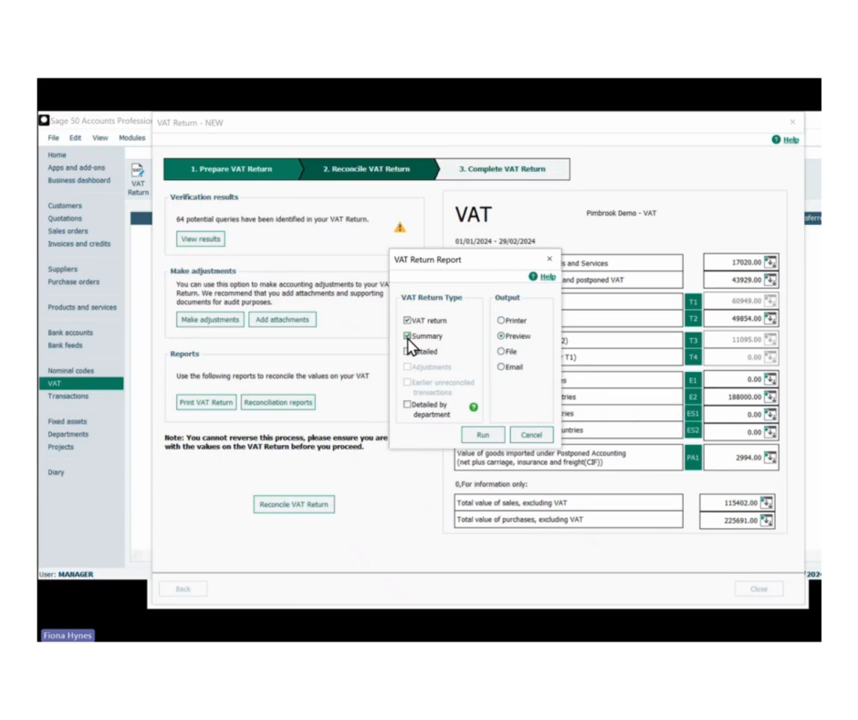 Sage 50 Accounts Profession
VAT Return - NEW
File Edit View Modules
Help
Home
Apps and add-ons
Business dashboard
Customers
Quotations
Sales orders
Invoices and credits
Suppliers
Purchase orders
Products and services
Bank accounts
Bank feeds
Nominal codes
VAT
Transactions
Fixed assets
Departments
Projects
Diary
User: MANAGER
VAT
Return
1. Prepare VAT Return
2. Reconcile VAT Return
3. Complete VAT Return
Verification results
64 potential queries have been identified in your VAT Return.
View results
Make adjustments
You can use this option to make accounting adjustments to your VA
Return. We recommend that you add attachments and supporting
documents for audit purposes.
Make adjustments
Add attachments
Reports
Use the following reports to reconcile the values on your VAT
Print VAT Return
Reconciliation reports
Note: You cannot reverse this process, please ensure you are
with the values on the VAT Return before you proceed.
Reconcile VAT Return
Back
Close
VAT Return Report
Help
VAT Return Type
VAT return
Summary
Adjustments
Earlier unreconciled
transactions
Detailed by
department
Output
Printer
Preview
File
Email
Run
Cancel
VAT
Pimbrook Demo - VAT
01/01/2024 - 29/02/2024
s and Services 17020.00
and postponed VAT 43929.00
T1 60949.00
T2 49854.00
2) T3 11095.00
T1) T4 0.00
es E1 0.00
tries E2 188000.00
ries ES1 0.00
untries ES2 0.00
Value of goods imported under Postponed Accounting
(net plus carriage, insurance and freight(CIF)) PA1 2994.00
0,For information only:
Total value of sales, excluding VAT 115402.00
Total value of purchases, excluding VAT 225691.00
Fiona Hynes